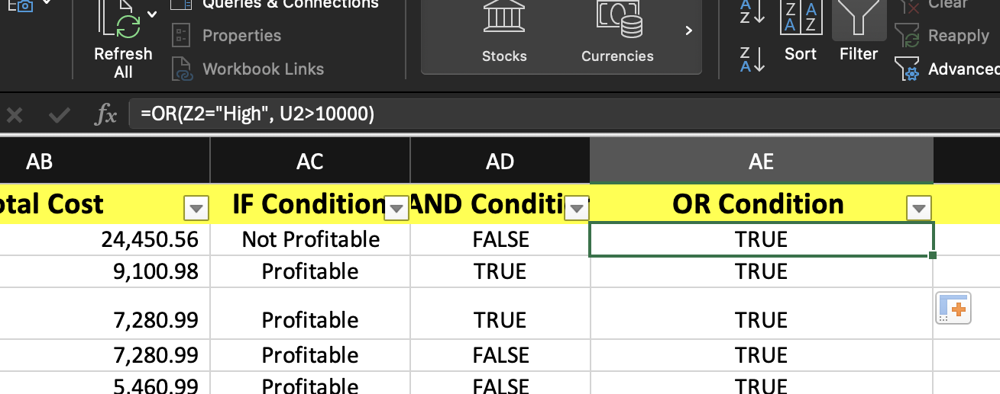 Queries & Connections
Properties
Workbook Links
Refresh
All
Stocks
Currencies
A
Z
Z
A
Z A
A Z
Sort
Filter
Clear
Reapply
Advanced
fx =OR(Z2="High", U2>10000)
AB AC AD AE
otal Cost IF Condition AND Conditi OR Condition
24,450.56 Not Profitable FALSE TRUE
9,100.98 Profitable TRUE TRUE
7,280.99 Profitable TRUE TRUE
7,280.99 Profitable FALSE TRUE
5,460.99 Profitable FALSE TRUE